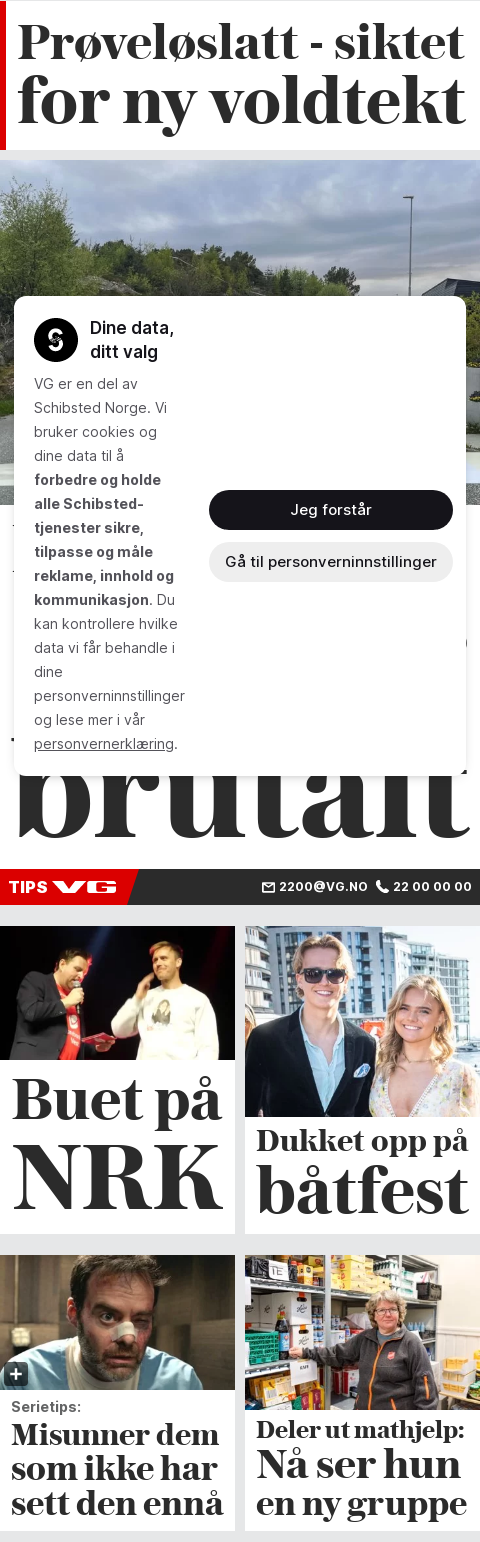 Prøveløslatt - siktet
for ny voldtekt
Dine data,
ditt valg
VG er en del av
Schibsted Norge. Vi
bruker cookies og
dine data til å
forbedre og holde
alle Schibsted-
tjenester sikre,
tilpasse og måle
reklame, innhold og
kommunikasjon. Du
kan kontrollere hvilke
data vi får behandle i
dine
personverninnstillinger
og lese mer i vår
personvernerklæring.
Jeg forstår
Gå til personverninnstillinger
brutalt
TIPS VG 2200@VG.NO 22 00 00 00
Buet på
NRK
Dukket opp på
båtfest
Serietips:
Misunner dem
som ikke har
sett den ennå
Deler ut mathjelp:
Nå ser hun
en ny gruppe